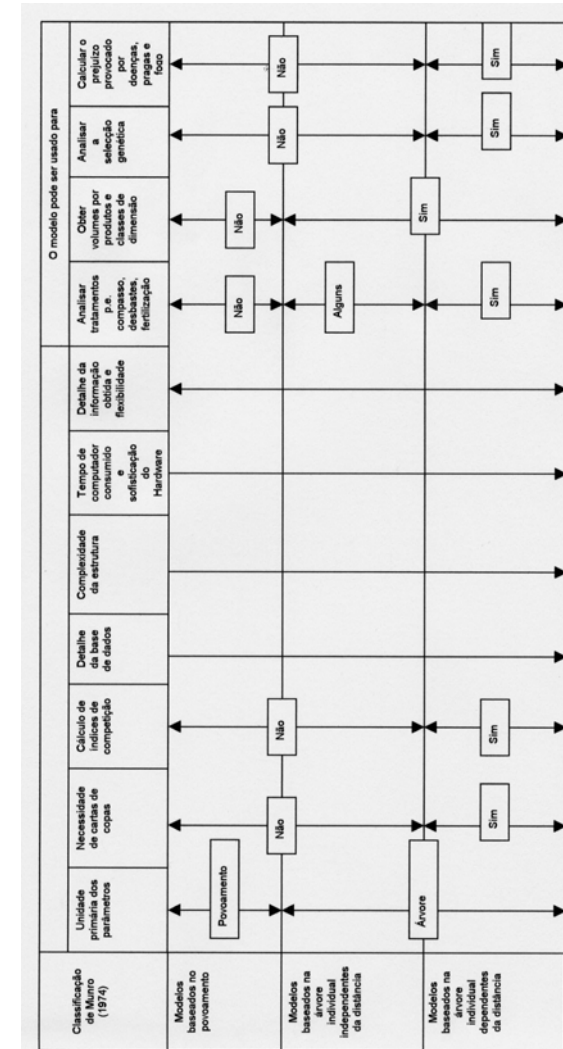 Classificação
de Munro
(1974)
Unidade
primária dos
parâmetros
Necessidade
de cartas de
copas
Cálculo de
índices de
competição
Detalhe
da base
de dados
Complexidade
da estrutura
Tempo de
computador
consumido
e
sofisticação
do
Hardware
Detalhe da
informação
obtida e
flexibilidade
O modelo pode ser usado para
Analisar
tratamentos
p.e.
compasso,
desbastes,
fertilização
Obter
volumes por
produtos e
classes de
dimensão
Analisar
a
selecção
genética
Calcular o
prejuízo
provocado
por
doenças,
pragas e
fogo
Modelos
baseados no
povoamento
Povoamento
Não
Não
Não
Não
Não
Não
Modelos
baseados na
árvore
individual
independentes
da distância
Árvore
Alguns
Sim
Modelos
baseados na
árvore
individual
dependentes
da distância
Sim
Sim
Sim
Sim
Sim